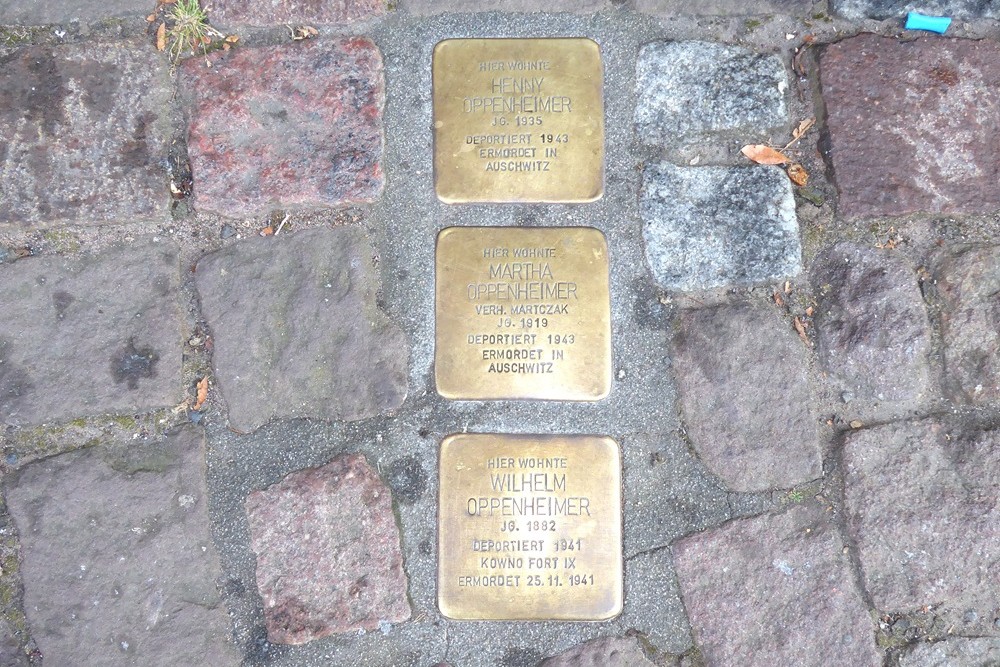 HIER WOHNTE
HENNY
OPPENHEIMER
JG. 1935
DEPORTIERT 1943
ERMORDET IN
AUSCHWITZ
HIER WOHNTE
MARTHA
OPPENHEIMER
VERH. MARTCZAK
JG. 1919
DEPORTIERT 1943
ERMORDET IN
AUSCHWITZ
HIER WOHNTE
WILHELM
OPPENHEIMER
JG. 1882
DEPORTIERT 1941
KOWNO FORT IX
ERMORDET 25.11. 1941